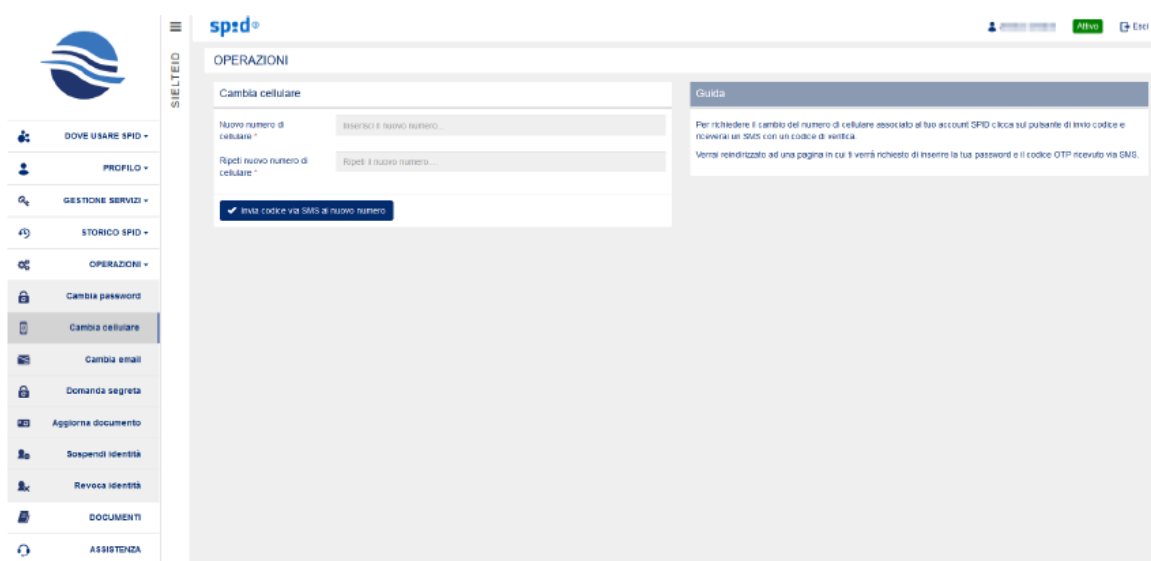 spid
Attivo
Esci
SIELTEID
OPERAZIONI
DOVE USARE SPID
PROFILO
GESTIONE SERVIZI
STORICO SPID
OPERAZIONI
Cambia password
Cambia cellulare
Cambia email
Domanda segreta
Aggiorna documento
Sospendi identità
Revoca identità
DOCUMENTI
ASSISTENZA
Cambia cellulare
Nuovo numero di
cellulare *
Inserisci il nuovo numero...
Ripeti nuovo numero di
cellulare *
Ripeti il nuovo numero...
Invia codice via SMS al nuovo numero
Guida
Per richiedere il cambio del numero di cellulare associato al tuo account SPID clicca sul pulsante di invio codice e
riceverai un SMS con un codice di verifica.
Verrai reindirizzato ad una pagina in cui ti verrà richiesto di inserire la tua password e il codice OTP ricevuto via SMS.